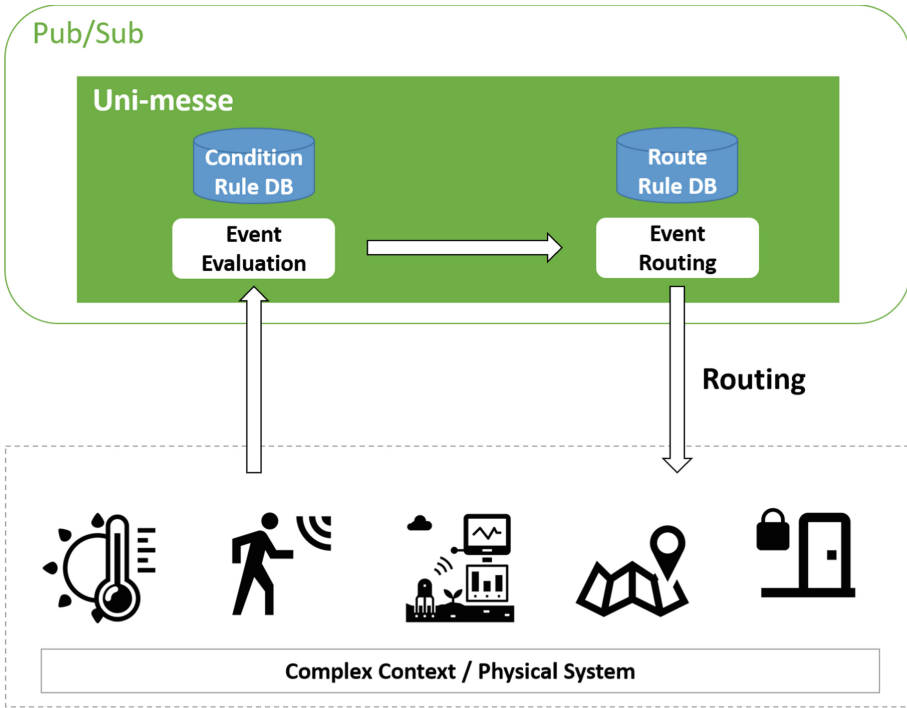 Pub/Sub
Uni-messe
Condition
Rule DB
Route
Rule DB
Event
Evaluation
Event
Routing
Routing
Complex Context / Physical System